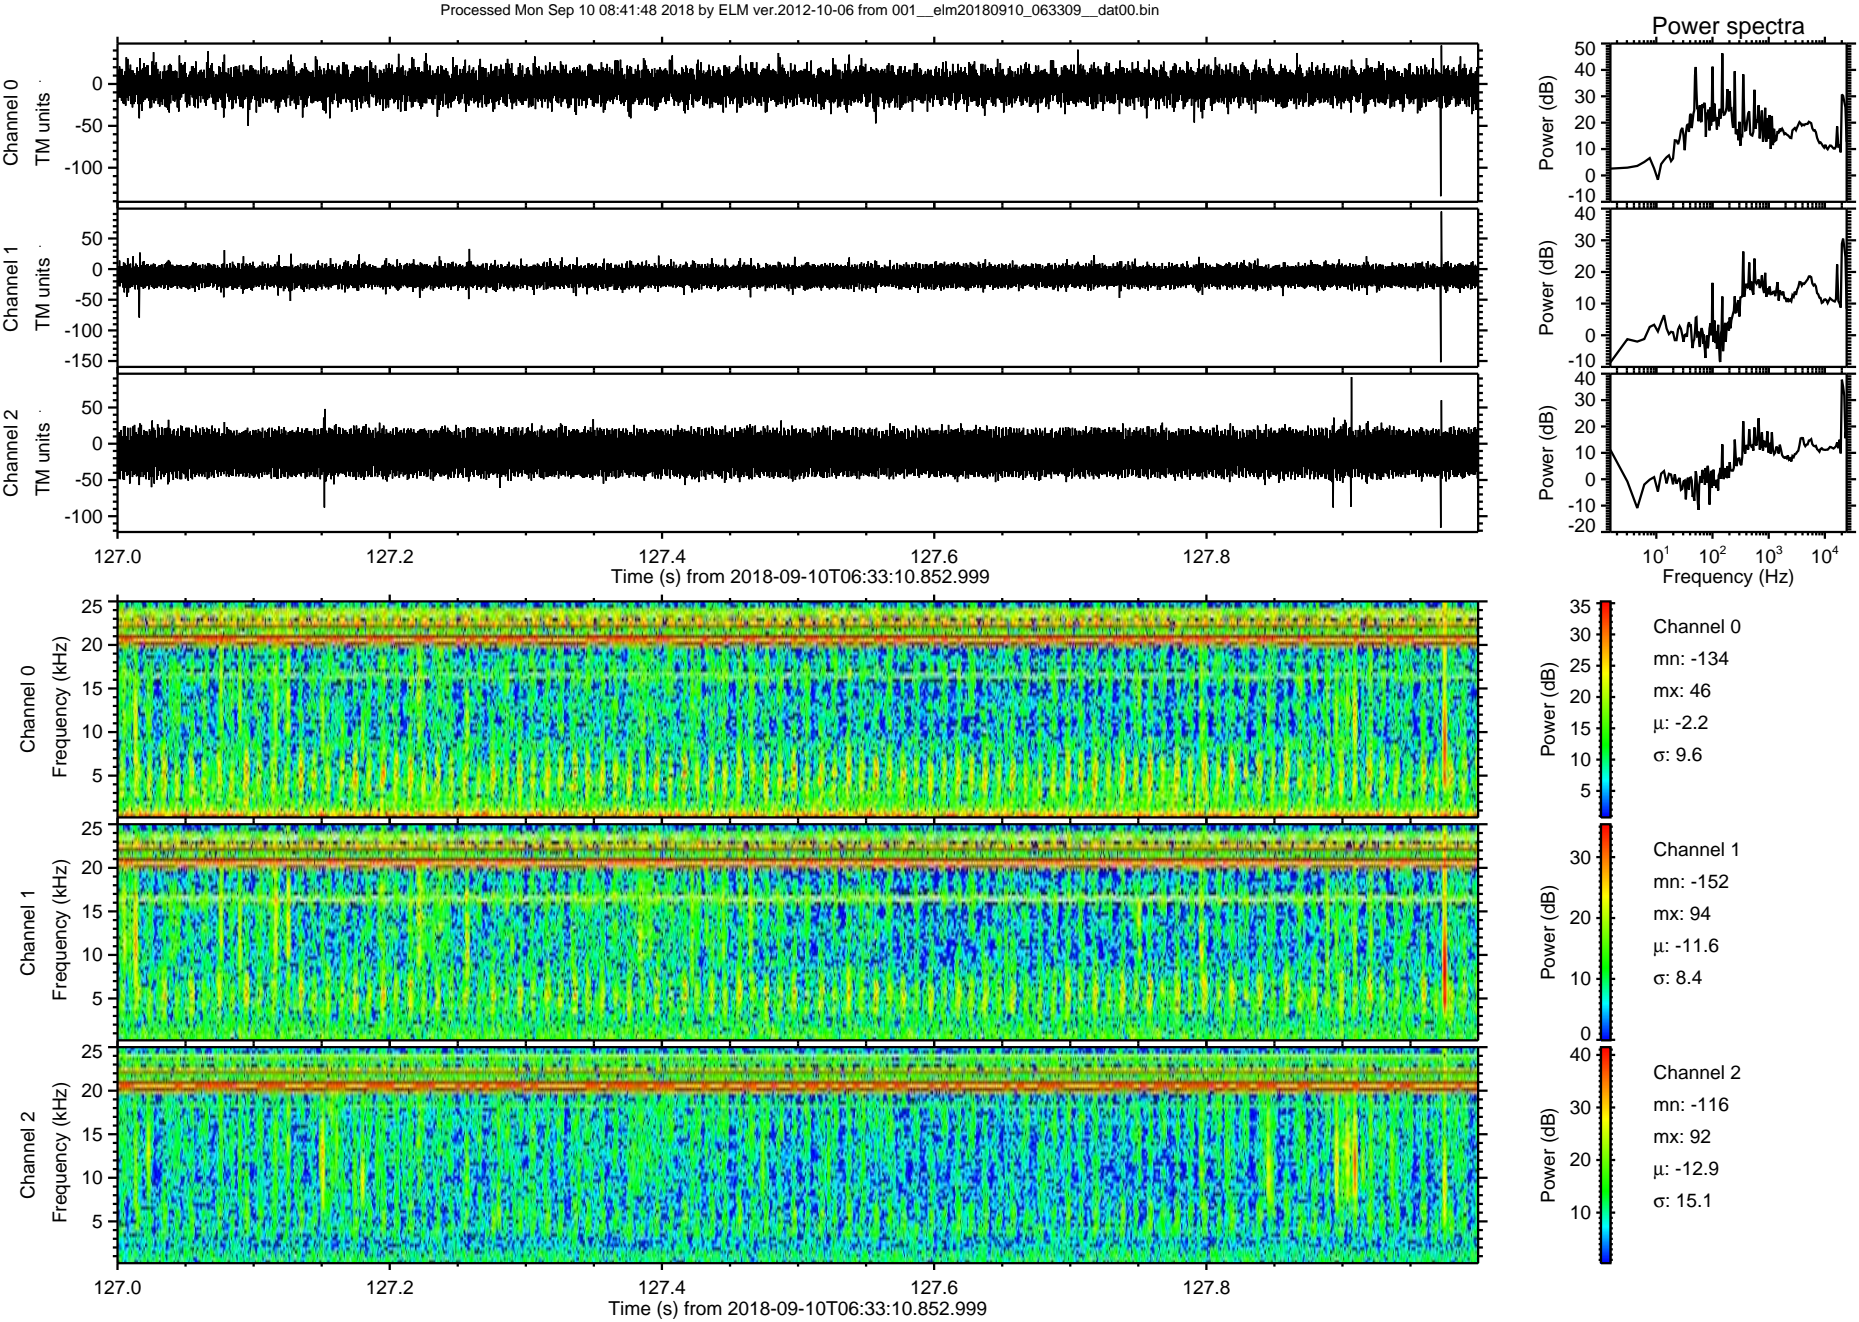 Processed Mon Sep 10 08:41:48 2018 by ELM ver.2012-10-06 from 001__elm20180910_063309__dat00.bin
Power spectra
Channel 0
TM units
0
-50
-100
Power (dB)
50
40
30
20
10
0
-10
Channel 1
TM units
50
0
-50
-100
-150
Power (dB)
40
30
20
10
0
-10
Channel 2
TM units
50
0
-50
-100
Power (dB)
40
30
20
10
0
-10
-20
127.0 127.2 127.4 127.6 127.8
Time (s) from 2018-09-10T06:33:10.852.999
10¹ 10² 10³ 10⁴
Frequency (Hz)
Channel 0
Frequency (kHz)
25
20
15
10
5
Power (dB)
35
30
25
20
15
10
5
Channel 0
mn: -134
mx: 46
μ: -2.2
σ: 9.6
Channel 1
Frequency (kHz)
25
20
15
10
5
Power (dB)
30
20
10
0
Channel 1
mn: -152
mx: 94
μ: -11.6
σ: 8.4
Channel 2
Frequency (kHz)
25
20
15
10
5
Power (dB)
40
30
20
10
Channel 2
mn: -116
mx: 92
μ: -12.9
σ: 15.1
127.0 127.2 127.4 127.6 127.8
Time (s) from 2018-09-10T06:33:10.852.999